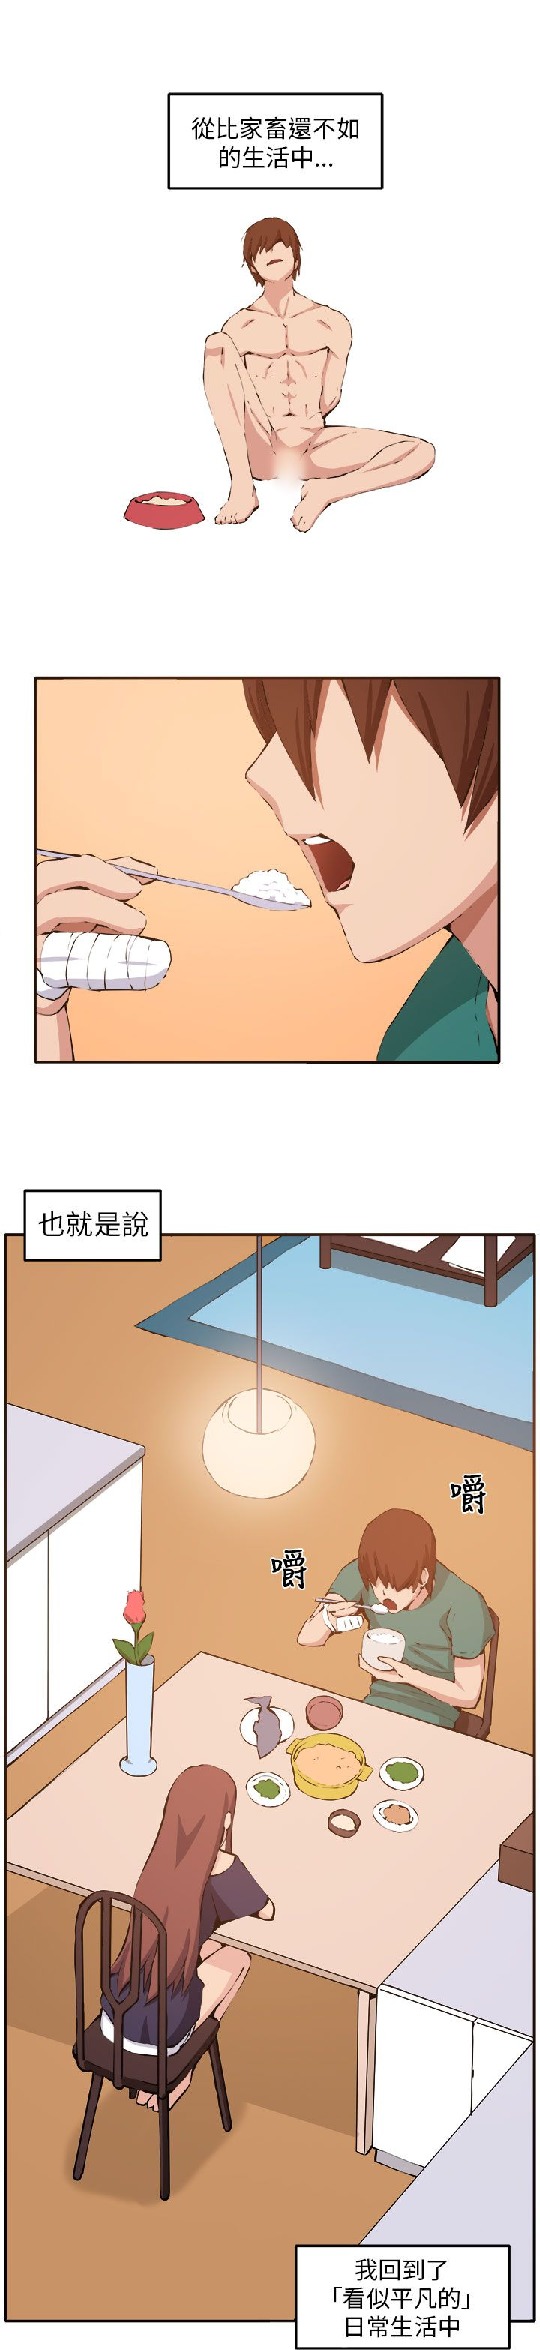 從比家畜還不如
的生活中...
也就是說
嚼
嚼
我回到了
「看似平凡的」
日常生活中